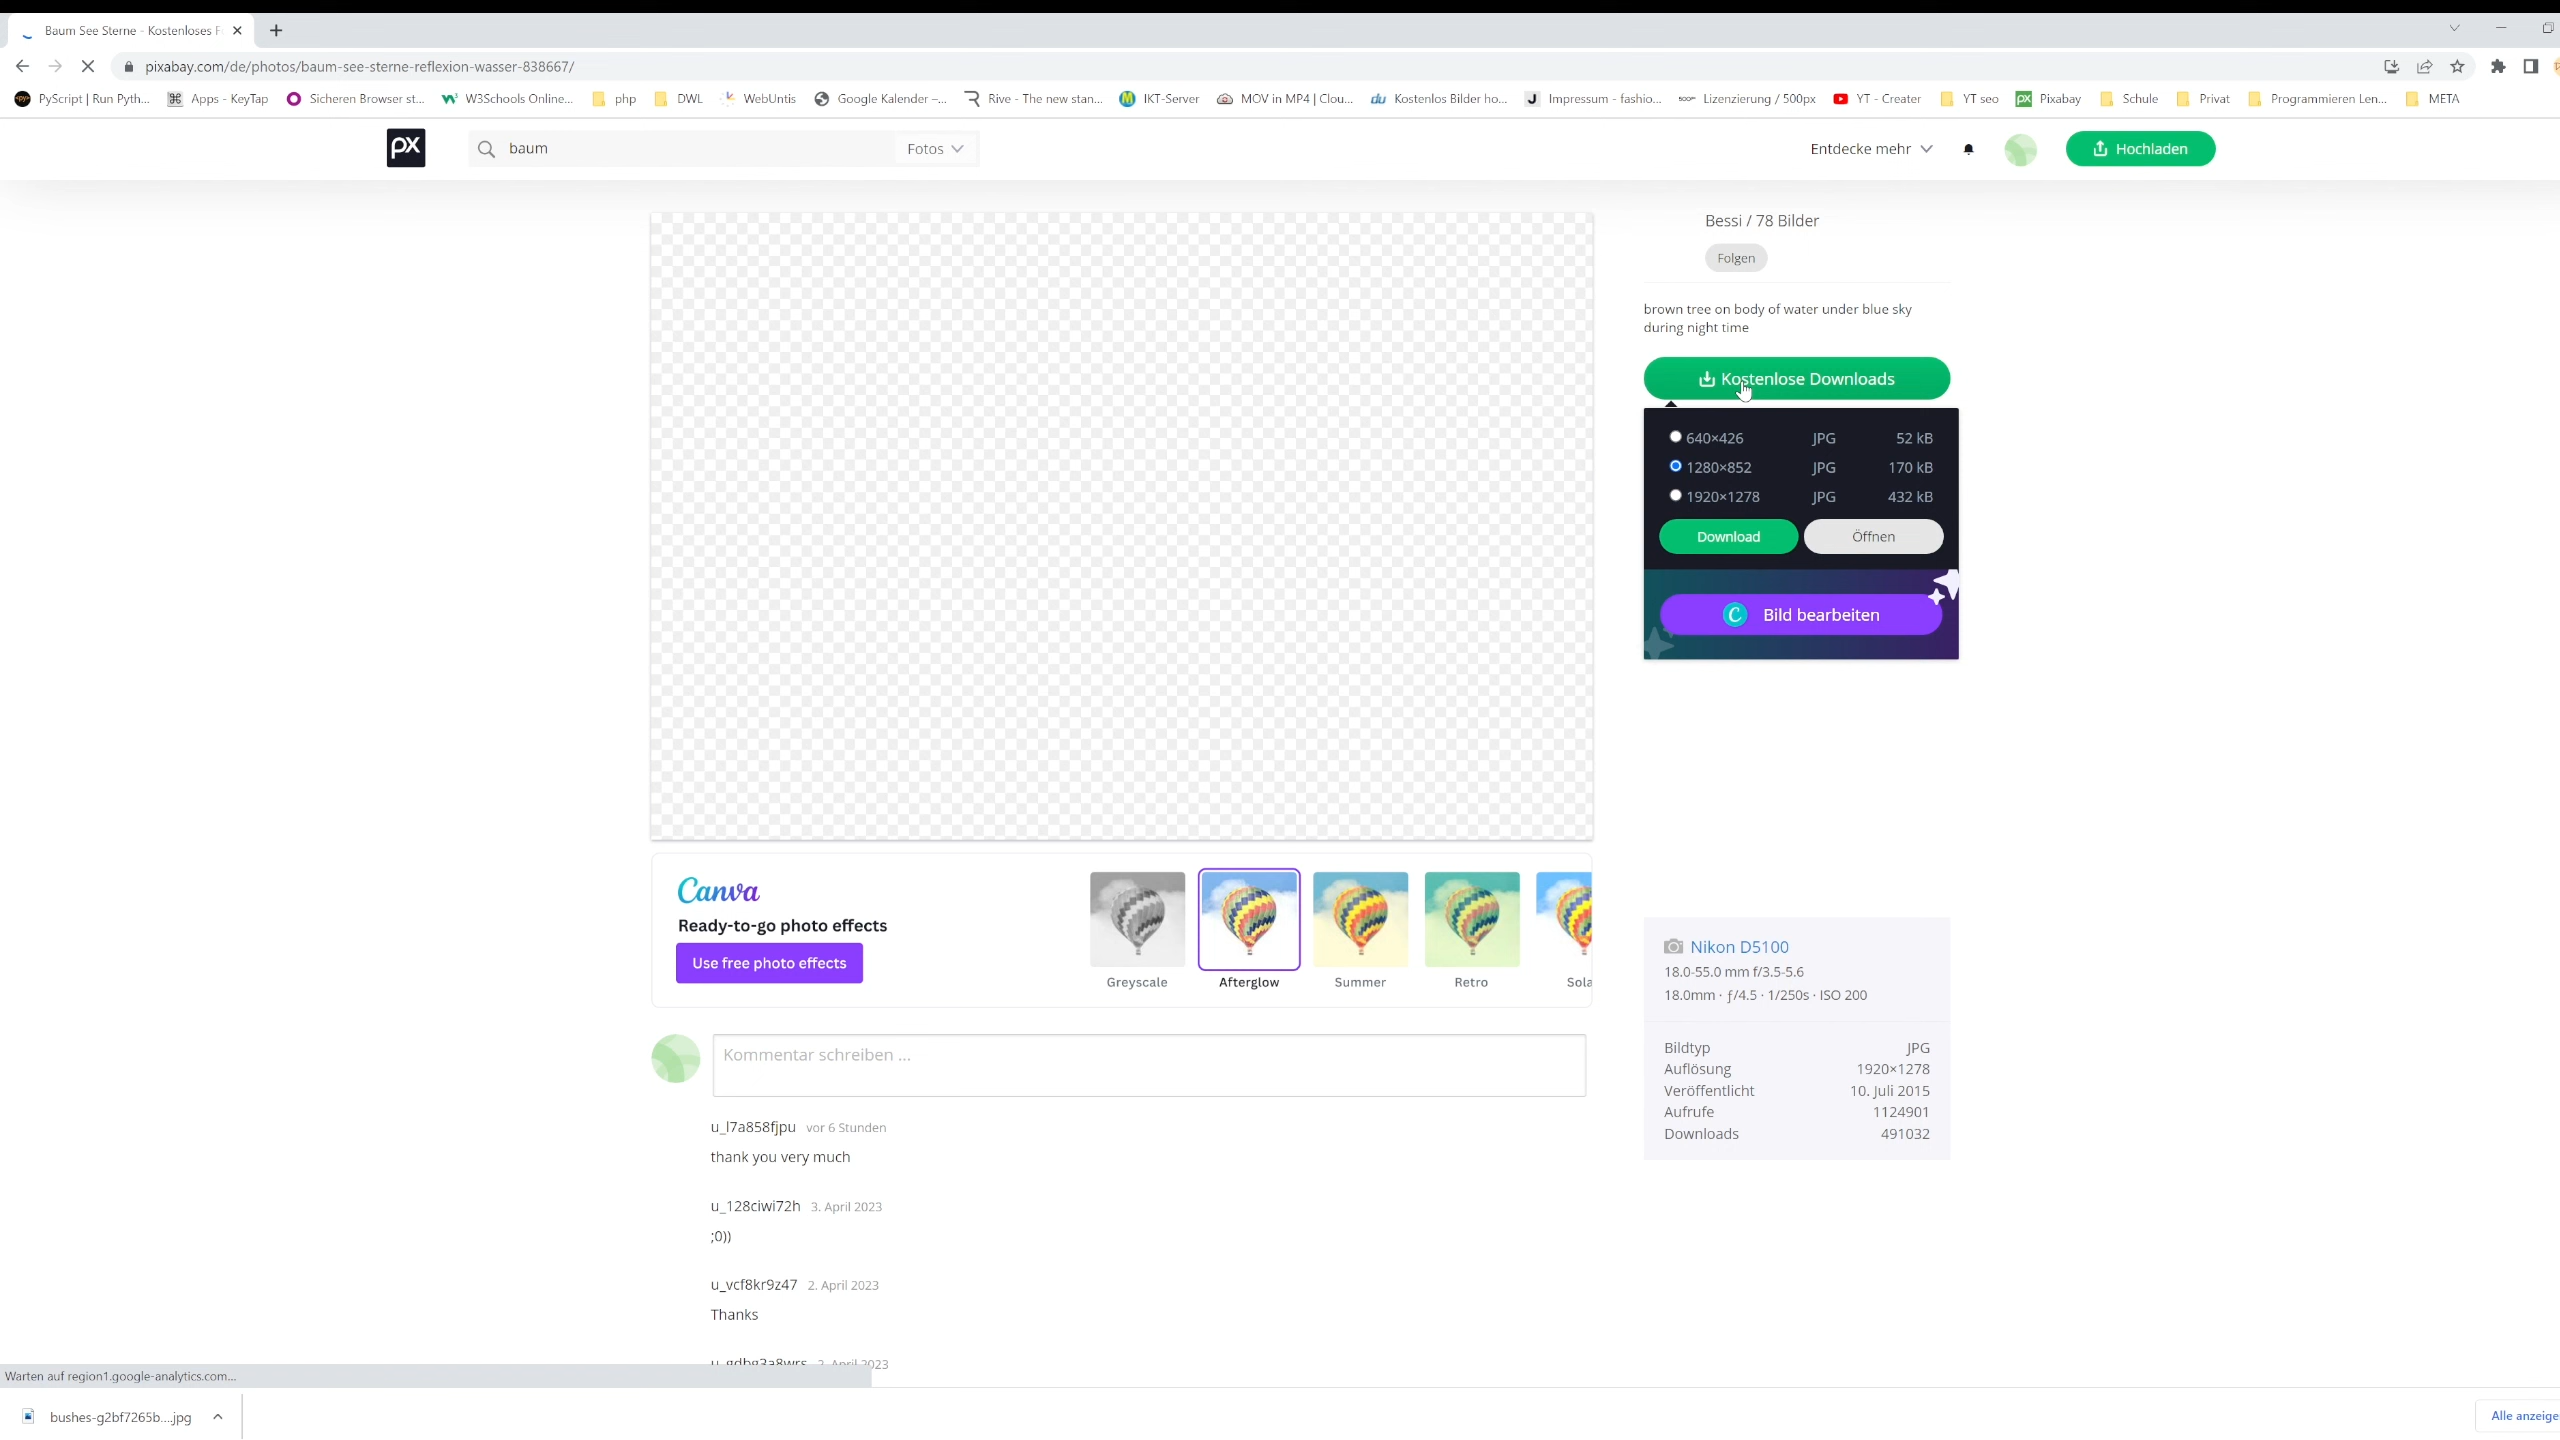 Baum See Sterne - Kostenloses F
pixabay.com/de/photos/baum-see-sterne-reflexion-wasser-838667/
PyScript | Run Pyth... Apps - KeyTap Sicheren Browser st... W3Schools Online... php DWL WebUntis Google Kalender –... Rive - The new stan... IKT-Server MOV in MP4 | Clou... Kostenlos Bilder ho... Impressum - fashio... Lizenzierung / 500px YT - Creater YT seo Pixabay Schule Privat Programmieren Len... META
px baum Fotos Entdecke mehr Hochladen
Bessi / 78 Bilder
Folgen
brown tree on body of water under blue sky
during night time
Kostenlose Downloads
640×426 JPG 52 kB
1280×852 JPG 170 kB
1920×1278 JPG 432 kB
Download Öffnen
Bild bearbeiten
Canva
Ready-to-go photo effects
Use free photo effects
Greyscale Afterglow Summer Retro Sola
Nikon D5100
18.0-55.0 mm f/3.5-5.6
18.0mm · ƒ/4.5 · 1/250s · ISO 200
Bildtyp JPG
Auflösung 1920×1278
Veröffentlicht 10. Juli 2015
Aufrufe 1124901
Downloads 491032
Kommentar schreiben ...
u_l7a858fjpu vor 6 Stunden
thank you very much
u_128ciwi72h 3. April 2023
;0))
u_vcf8kr9z47 2. April 2023
Thanks
u_gdbg3a8wrs 2. April 2023
Warten auf region1.google-analytics.com...
bushes-g2bf7265b....jpg
Alle anzeige